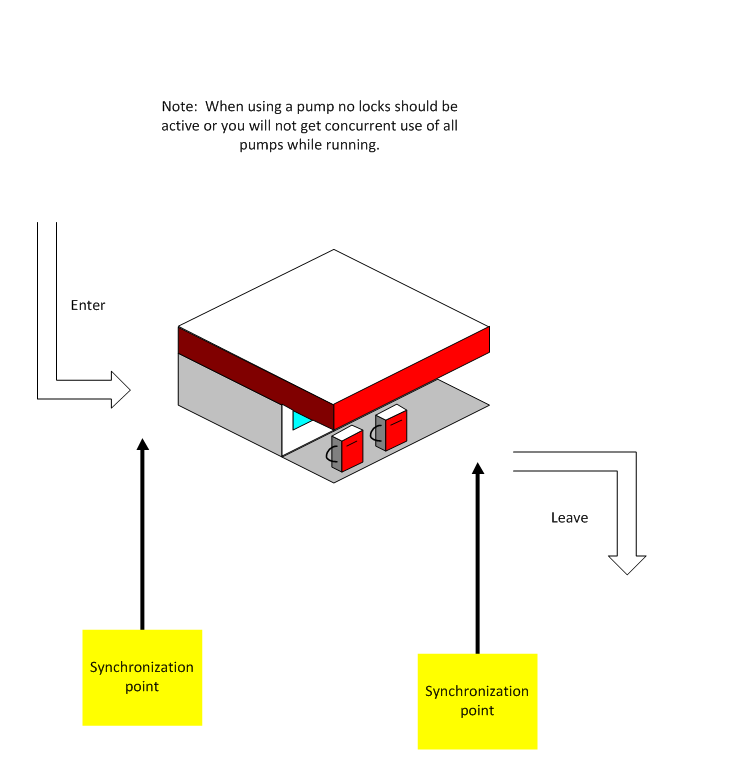 Note:  When using a pump no locks should be
active or you will not get concurrent use of all
pumps while running.
Enter
Leave
Synchronization
point
Synchronization
point